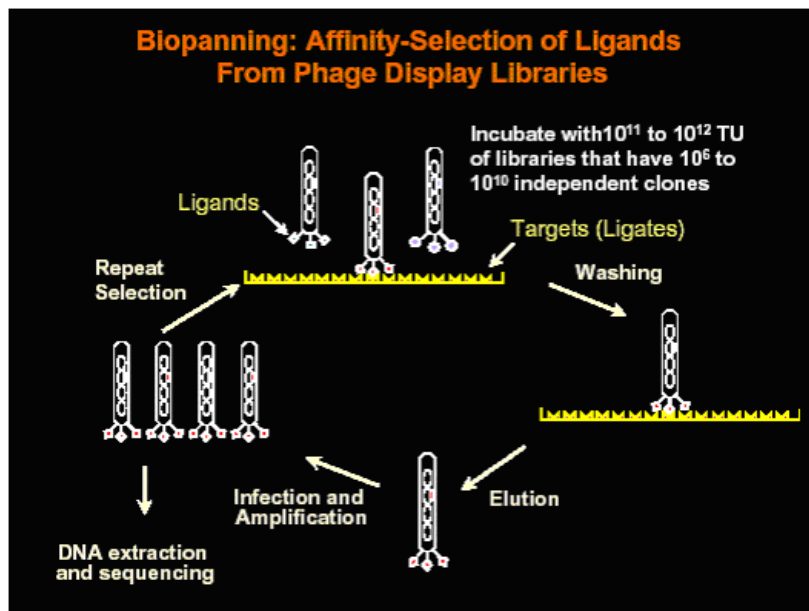 Biopanning: Affinity-Selection of Ligands
From Phage Display Libraries
Incubate with10¹¹ to 10¹² TU
of libraries that have 10⁶ to
10¹⁰ independent clones
Ligands
Targets (Ligates)
Repeat
Selection
Washing
Infection and
Amplification
Elution
DNA extraction
and sequencing